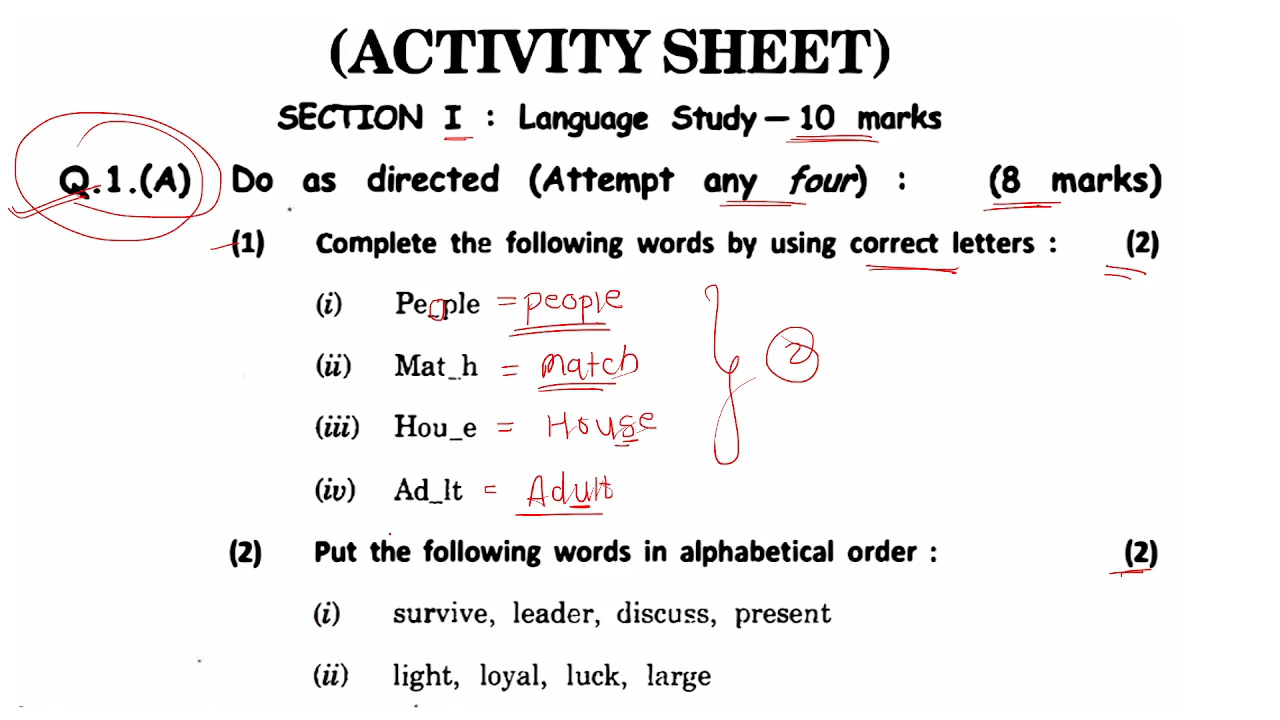 (ACTIVITY SHEET)
SECTION I : Language Study – 10 marks
Q.1.(A) Do as directed (Attempt any four) : (8 marks)
(1) Complete the following words by using correct letters : (2)
(i) Pe_ople = people
(ii) Mat_h = match
(iii) Hou_e = House
(iv) Ad_lt = Adult
2
(2) Put the following words in alphabetical order : (2)
(i) survive, leader, discuss, present
(ii) light, loyal, luck, large